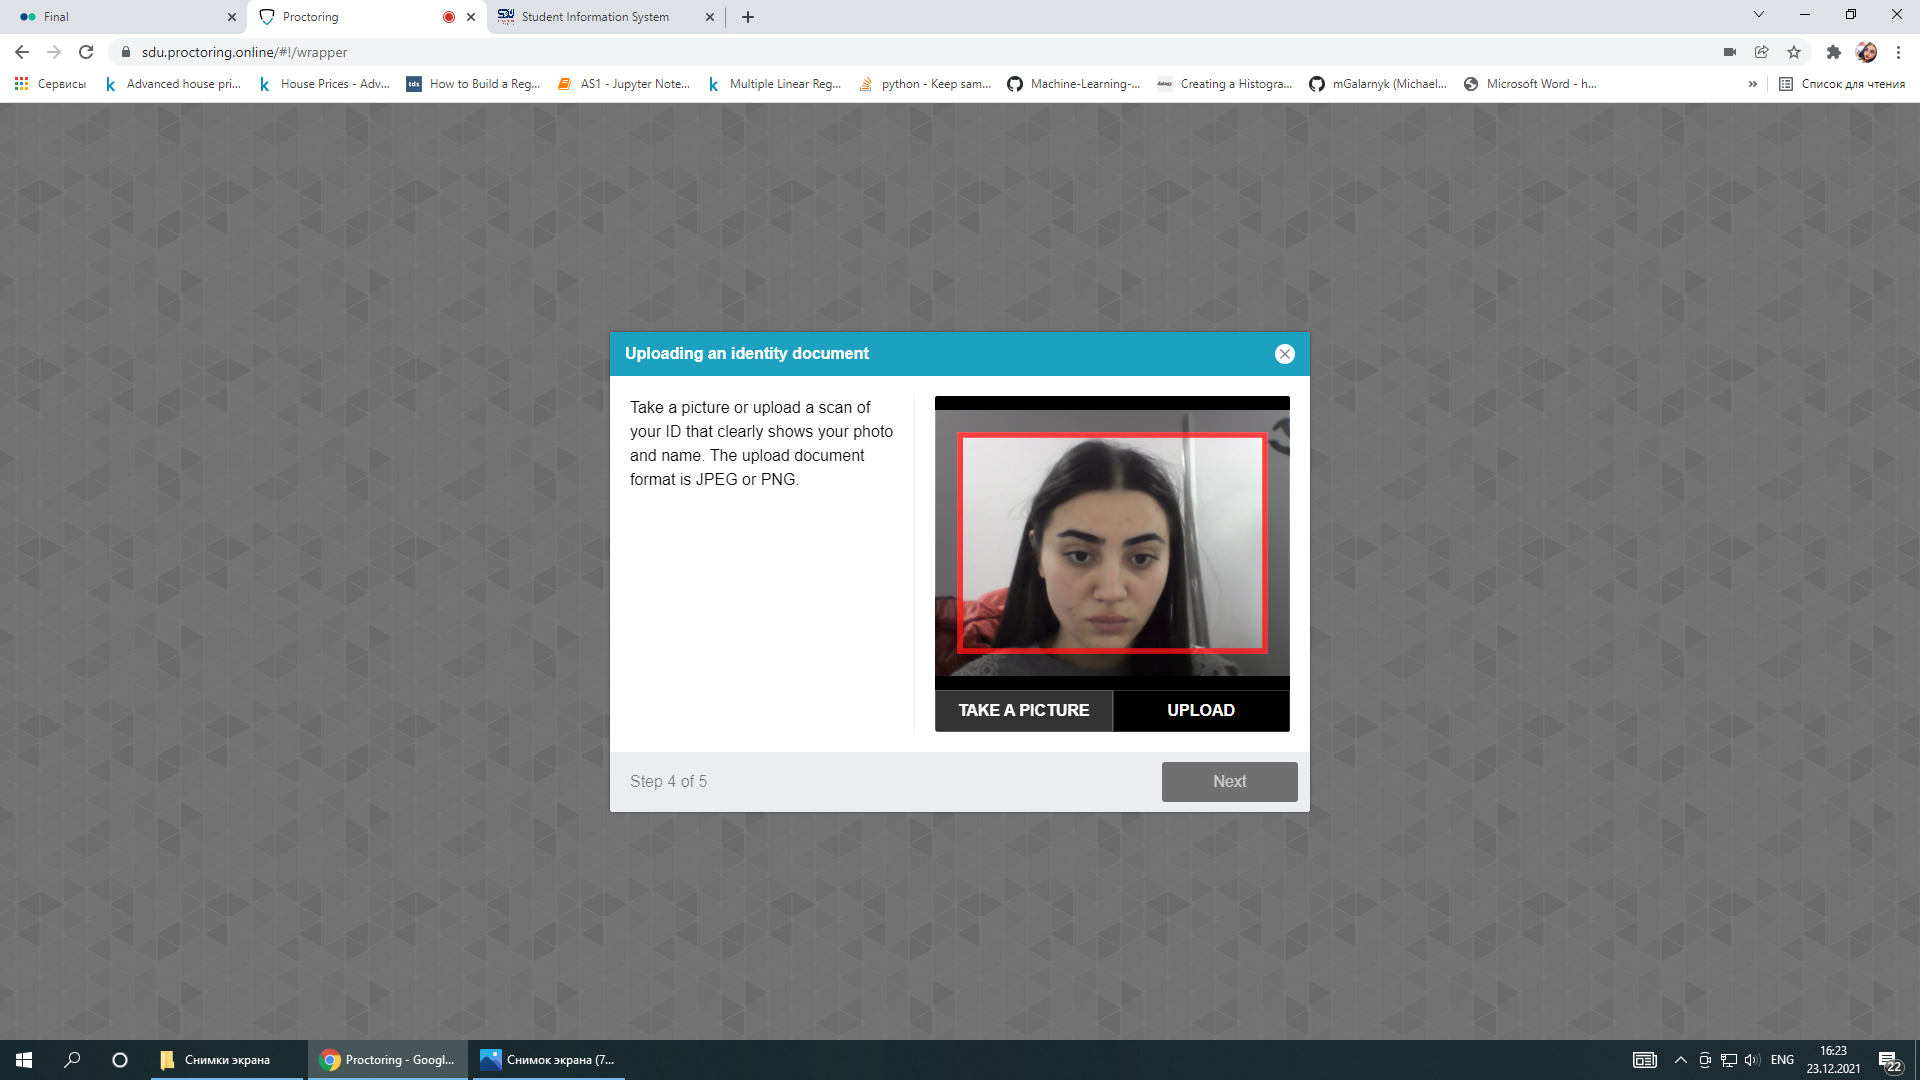 Final
Proctoring
Student Information System
sdu.proctoring.online/#!/wrapper
Сервисы
Advanced house pri...
House Prices - Adv...
tds
How to Build a Reg...
AS1 - Jupyter Note...
Multiple Linear Reg...
python - Keep sam...
Machine-Learning-...
Creating a Histogra...
mGalarnyk (Michael...
Microsoft Word - h...
»
Список для чтения
Uploading an identity document
Take a picture or upload a scan of
your ID that clearly shows your photo
and name. The upload document
format is JPEG or PNG.
TAKE A PICTURE
UPLOAD
Step 4 of 5
Next
Снимки экрана
Proctoring - Googl...
Снимок экрана (7...
ENG
16:23
23.12.2021
22